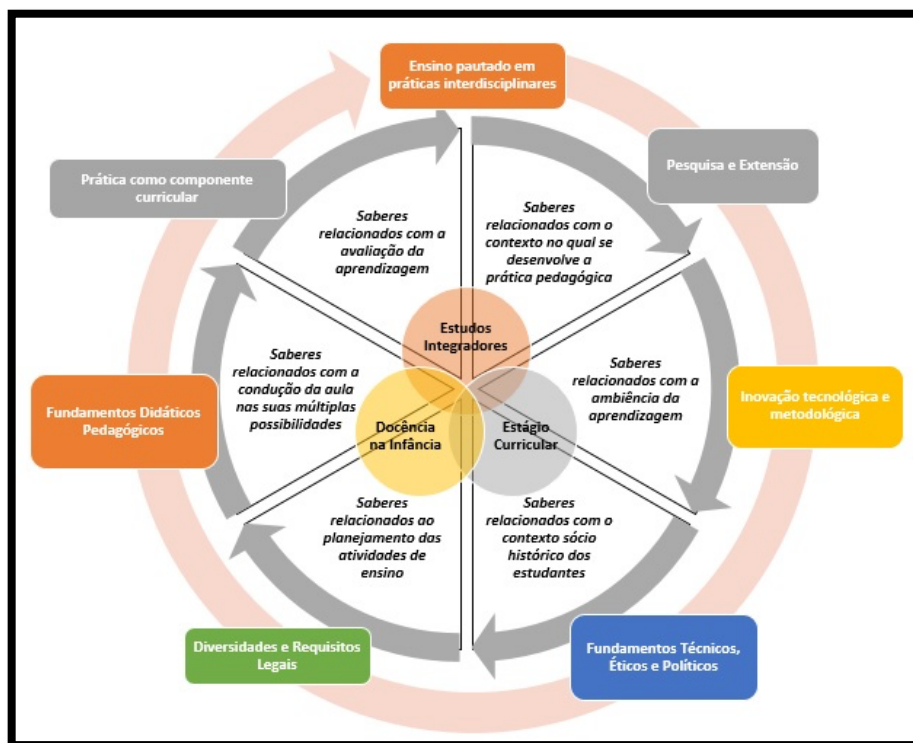 Ensino pautado em
práticas interdisciplinares
Pesquisa e Extensão
Prática como componente
curricular
Saberes
relacionados com a
avaliação da
aprendizagem
Saberes
relacionados com o
contexto no qual se
desenvolve a
prática pedagógica
Estudos
Integradores
Saberes
relacionados com a
condução da aula
nas suas múltiplas
possibilidades
Saberes
relacionados com a
ambiência da
aprendizagem
Fundamentos Didáticos
Pedagógicos
Inovação tecnológica e
metodológica
Docência
na Infância
Estágio
Curricular
Saberes
relacionados ao
planejamento das
atividades de
ensino
Saberes
relacionados com o
contexto sócio
histórico dos
estudantes
Diversidades e Requisitos
Legais
Fundamentos Técnicos,
Éticos e Políticos